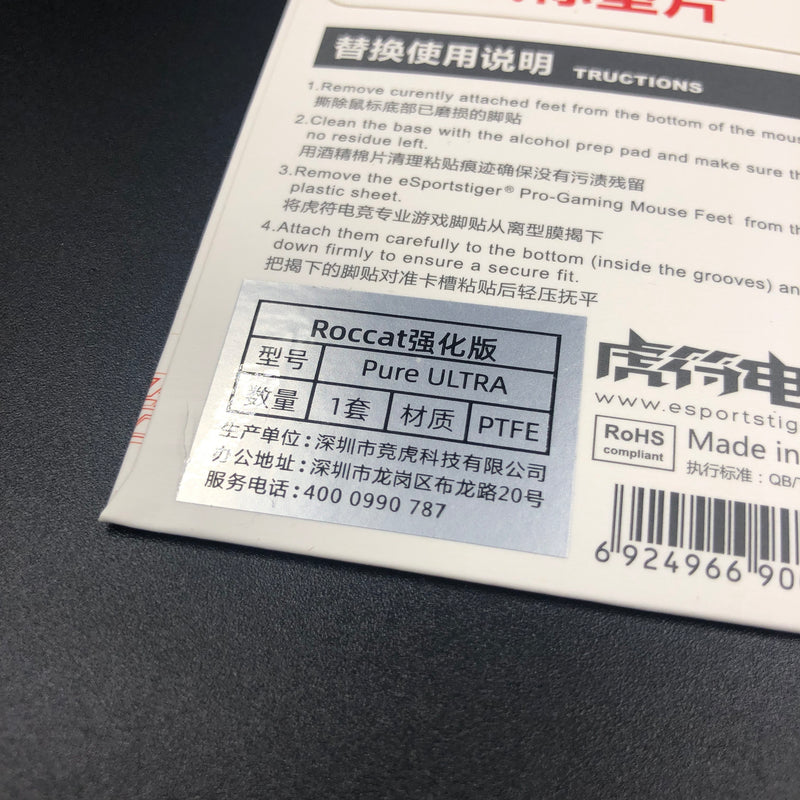 替换使用说明 TRUCTIONS
1.Remove curently attached feet from the bottom of the mous
撕除鼠标底部已磨损的脚贴
2.Clean the base with the alcohol prep pad and make sure th
no residue left.
用酒精棉片清理粘贴痕迹确保没有污渍残留
3.Remove the eSportstiger® Pro-Gaming Mouse Feet from th
plastic sheet.
将虎符电竞专业游戏脚贴从离型膜揭下
4.Attach them carefully to the bottom (inside the grooves) an
down firmly to ensure a secure fit.
把揭下的脚贴对准卡槽粘贴后轻压抚平
Roccat强化版
型号 Pure ULTRA
数量 1套 材质 PTFE
生产单位:深圳市竞虎科技有限公司
办公地址:深圳市龙岗区布龙路20号
服务电话:400 0990 787
虎符电
www.esportstig
RoHS
compliant
Made in
执行标准:QB/
6 924966 90